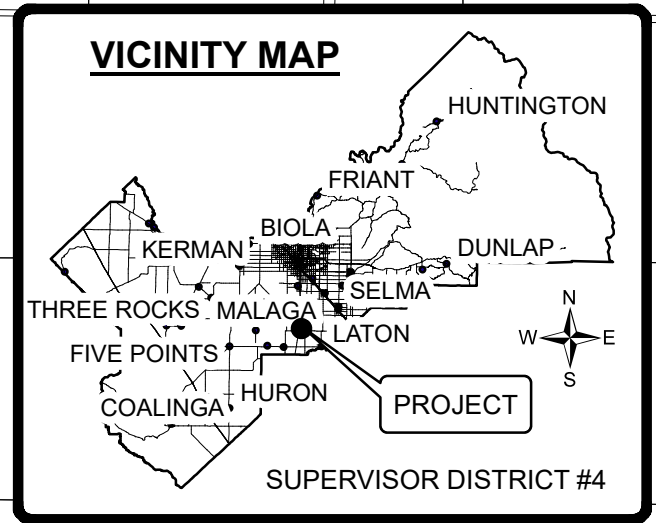 VICINITY MAP
HUNTINGTON
FRIANT
BIOLA
KERMAN
DUNLAP
SELMA
THREE ROCKS
MALAGA
LATON
FIVE POINTS
HURON
COALINGA
N
W E
S
PROJECT
SUPERVISOR DISTRICT #4